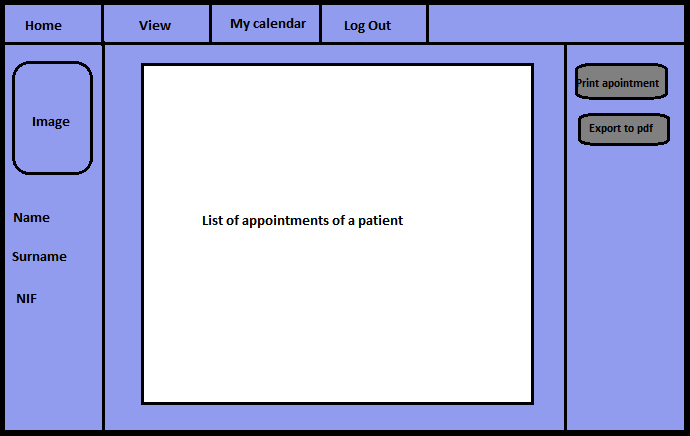 Home
View
My calendar
Log Out
Image
Name
Surname
NIF
List of appointments of a patient
Print apointment
Export to pdf